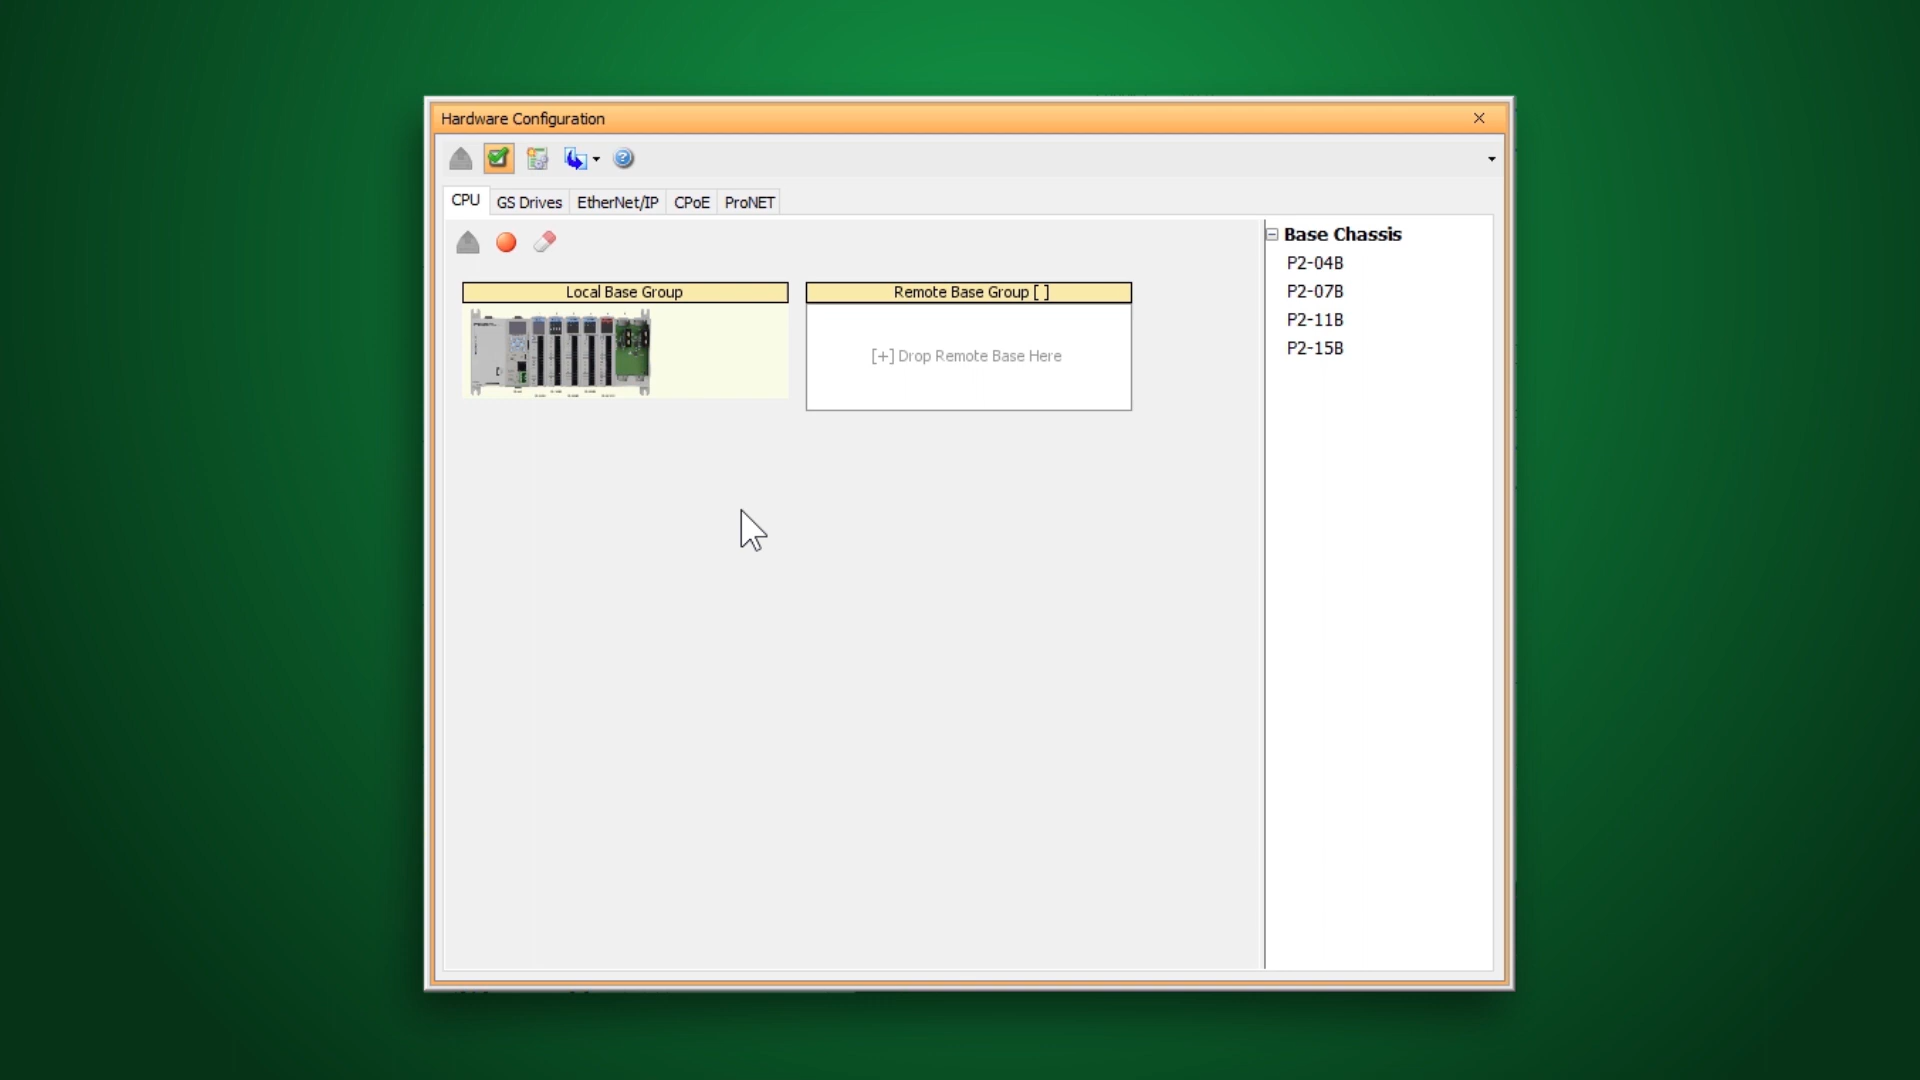 Hardware Configuration
CPU
GS Drives
EtherNet/IP
CPoE
ProNET
Base Chassis
P2-04B
P2-07B
P2-11B
P2-15B
Local Base Group
Remote Base Group [ ]
[+] Drop Remote Base Here